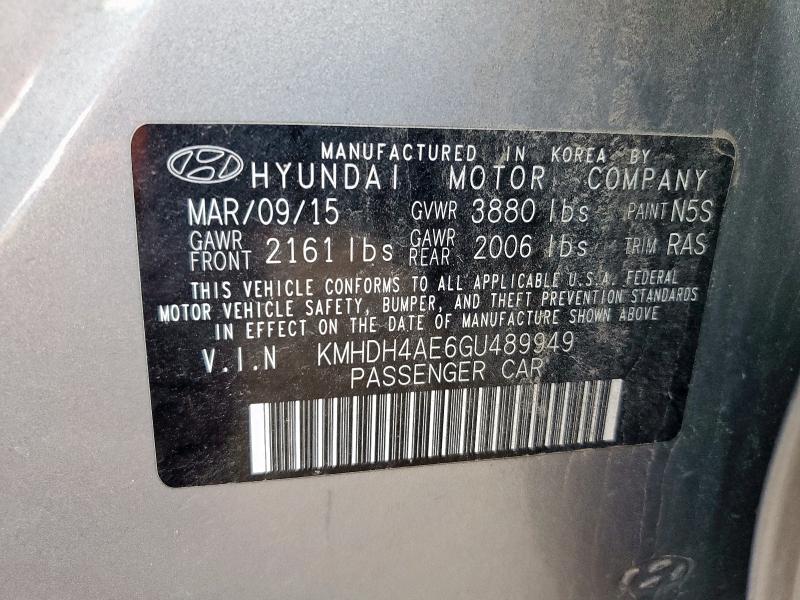 MANUFACTURED IN KOREA BY
HYUNDAI MOTOR COMPANY
MAR/09/15 GVWR 3880 lbs PAINT N5S
GAWR FRONT 2161 lbs GAWR REAR 2006 lbs TRIM RAS
THIS VEHICLE CONFORMS TO ALL APPLICABLE U.S.A. FEDERAL
MOTOR VEHICLE SAFETY, BUMPER, AND THEFT PREVENTION STANDARDS
IN EFFECT ON THE DATE OF MANUFACTURE SHOWN ABOVE.
V.I.N KMHDH4AE6GU489949
PASSENGER CAR